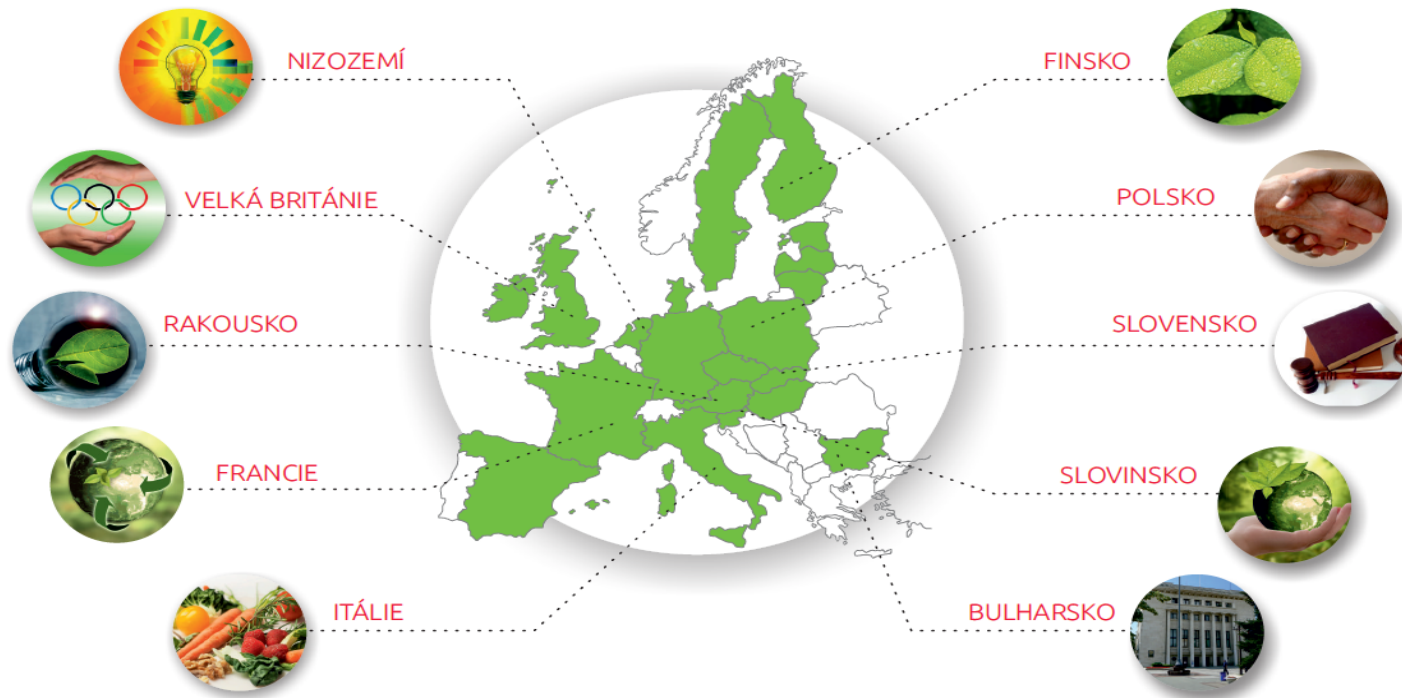 NIZOZEMÍ
FINSKO
VELKÁ BRITÁNIE
POLSKO
RAKOUSKO
SLOVENSKO
FRANCIE
SLOVINSKO
ITÁLIE
BULHARSKO